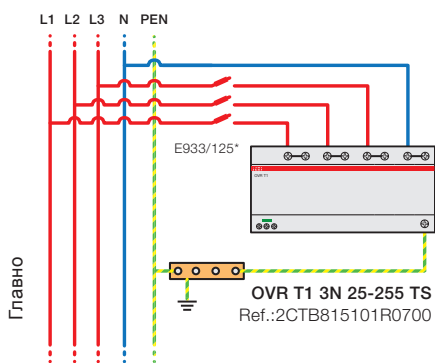 L1 L2 L3 N PEN
E933/125*
OVR T1
Главно
OVR T1 3N 25-255 TS
Ref.:2CTB815101R0700